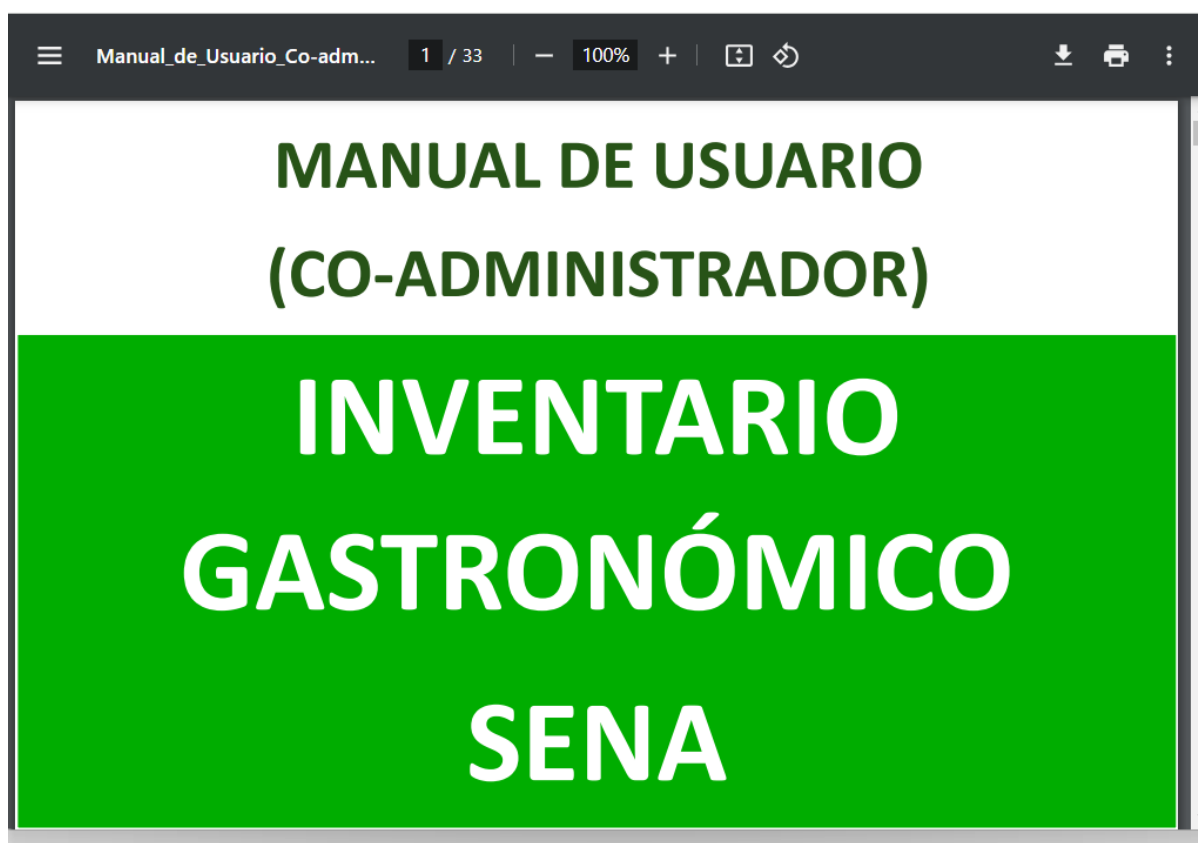 Manual_de_Usuario_Co-adm... 1 / 33 100%
MANUAL DE USUARIO
(CO-ADMINISTRADOR)
INVENTARIO
GASTRONÓMICO
SENA